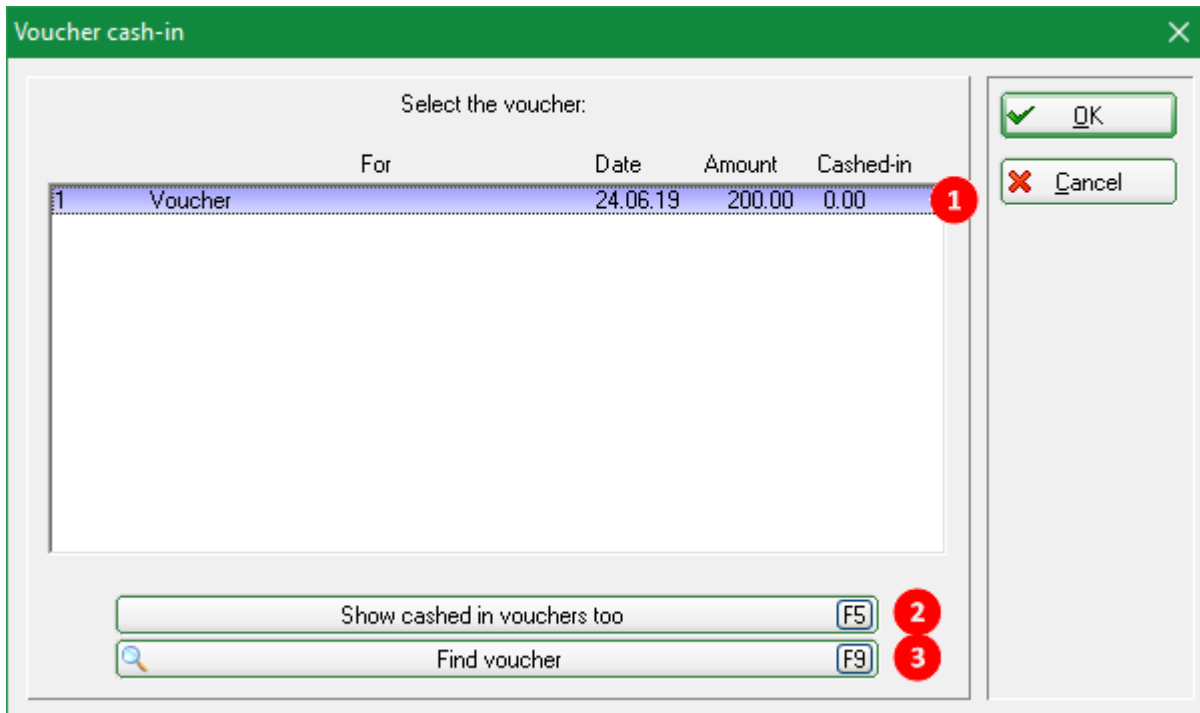 Voucher cash-in
Select the voucher:
For Date Amount Cashed-in
1 Voucher 24.06.19 200.00 0.00 1
Show cashed in vouchers too F5 2
Find voucher F9 3
OK
Cancel